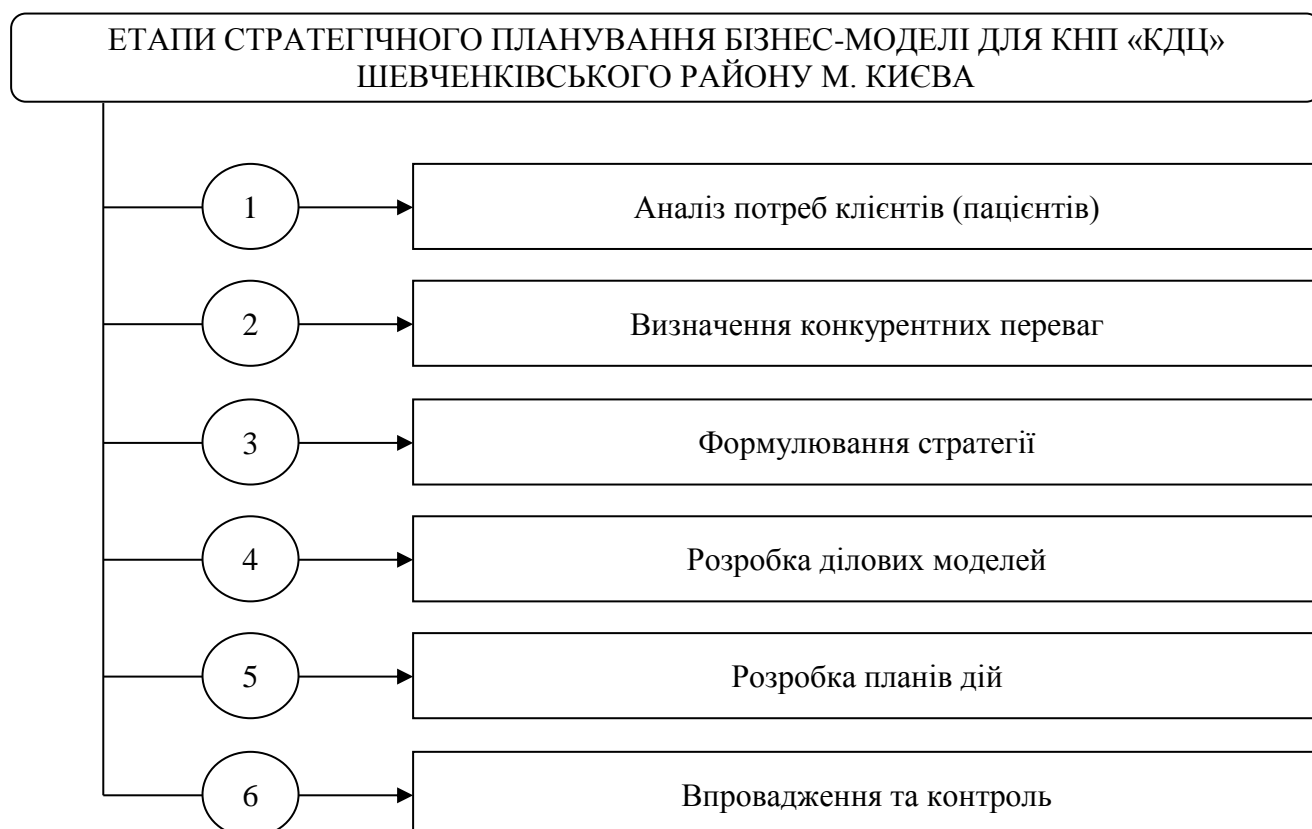 ЕТАПИ СТРАТЕГІЧНОГО ПЛАНУВАННЯ БІЗНЕС-МОДЕЛІ ДЛЯ КНП «КДЦ»
ШЕВЧЕНКІВСЬКОГО РАЙОНУ М. КИЄВА
1 Аналіз потреб клієнтів (пацієнтів)
2 Визначення конкурентних переваг
3 Формулювання стратегії
4 Розробка ділових моделей
5 Розробка планів дій
6 Впровадження та контроль